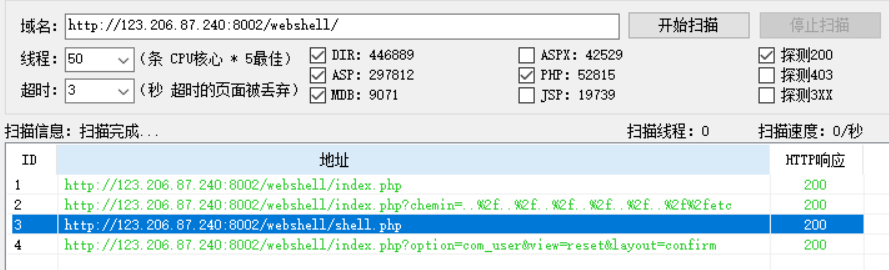 域名: http://123.206.87.240:8002/webshell/ 开始扫描 停止扫描
线程: 50 (条 CPU核心 * 5最佳) DIR: 446889 ASPX: 42529 探测200
ASP: 297812 PHP: 52815 探测403
超时: 3 (秒 超时的页面被丢弃) MDB: 9071 JSP: 19739 探测3XX
扫描信息: 扫描完成... 扫描线程: 0 扫描速度: 0/秒
ID 地址 HTTP响应
1 http://123.206.87.240:8002/webshell/index.php 200
2 http://123.206.87.240:8002/webshell/index.php?chemin=..%2f..%2f..%2f..%2f..%2f..%2f%2fetc 200
3 http://123.206.87.240:8002/webshell/shell.php 200
4 http://123.206.87.240:8002/webshell/index.php?option=com_user&view=reset&layout=confirm 200